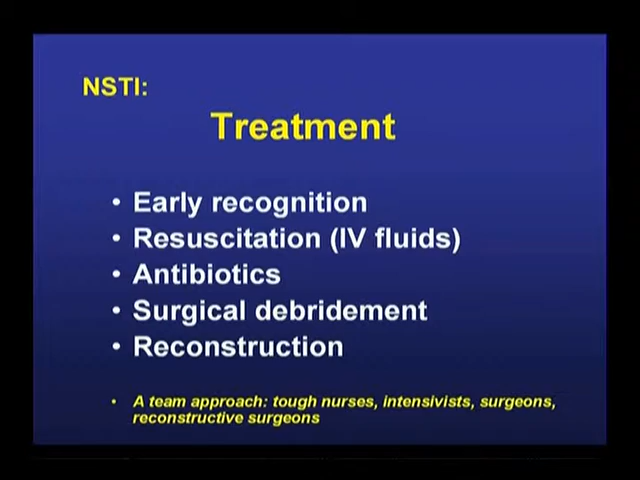 NSTI:
Treatment
• Early recognition
• Resuscitation (IV fluids)
• Antibiotics
• Surgical debridement
• Reconstruction
• A team approach: tough nurses, intensivists, surgeons,
reconstructive surgeons